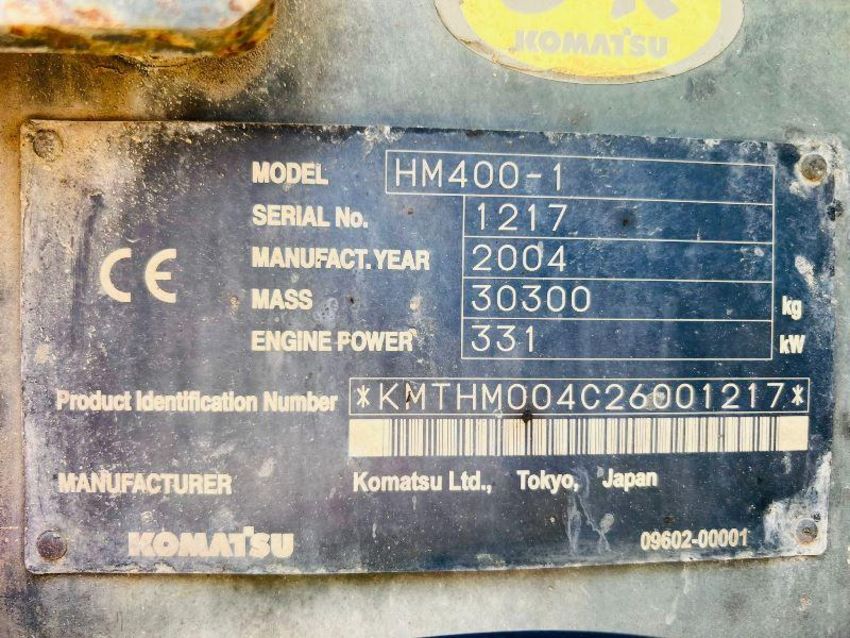 KOMATSU
MODEL HM400-1
SERIAL No. 1217
MANUFACT. YEAR 2004
CE
MASS 30300 kg
ENGINE POWER 331 kW
Product Identification Number *KMTHM004C26001217*
MANUFACTURER Komatsu Ltd., Tokyo, Japan
KOMATSU 09602-00001